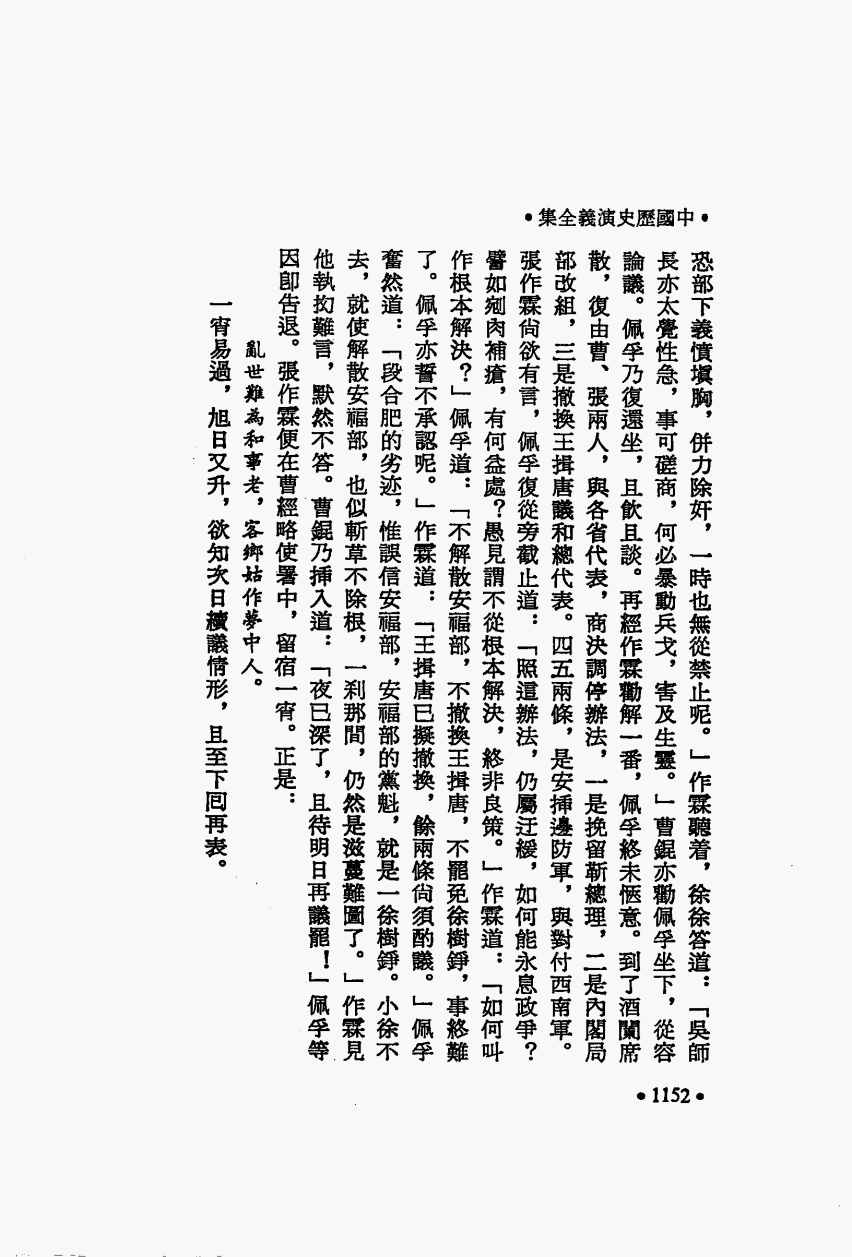 •中國歷史演義全集•
恐部下義憤塡胸，併力除奸，一時也無從禁止呢。」作霖聽着，徐徐答道：「吳師
長亦太覺性急，事可磋商，何必暴動兵戈，害及生靈。」曹錕亦勸佩孚坐下，從容
論議。佩孚乃復還坐，且飲且談。再經作霖勸解一番，佩孚終未愜意。到了酒闌席
散，復由曹、張兩人，與各省代表，商決調停辦法，一是挽留靳總理，二是內閣局
部改組，三是撤換王揖唐議和總代表。四五兩條，是安挿邊防軍，與對付西南軍。
張作霖尙欲有言，佩孚復從旁截止道：「照這辦法，仍屬迂緩，如何能永息政爭？
譬如剜肉補瘡，有何益處？愚見謂不從根本解決，終非良策。」作霖道：「如何叫
作根本解決？」佩孚道：「不解散安福部，不撤換王揖唐，不罷免徐樹錚，事終難
了。佩孚亦誓不承認呢。」作霖道：「王揖唐已擬撤換，餘兩條尙須酌議。」佩孚
奮然道：「段合肥的劣迹，惟誤信安福部，安福部的黨魁，就是一徐樹錚。小徐不
去，就使解散安福部，也似斬草不除根，一刹那間，仍然是滋蔓難圖了。」作霖見
他執拗難言，默然不答。曹錕乃挿入道：「夜已深了，且待明日再議罷！」佩孚等
因卽告退。張作霖便在曹經略使署中，留宿一宵。正是：
亂世難為和事老，客鄉姑作夢中人。
一宵易過，旭日又升，欲知次日續議情形，且至下回再表。
•1152•